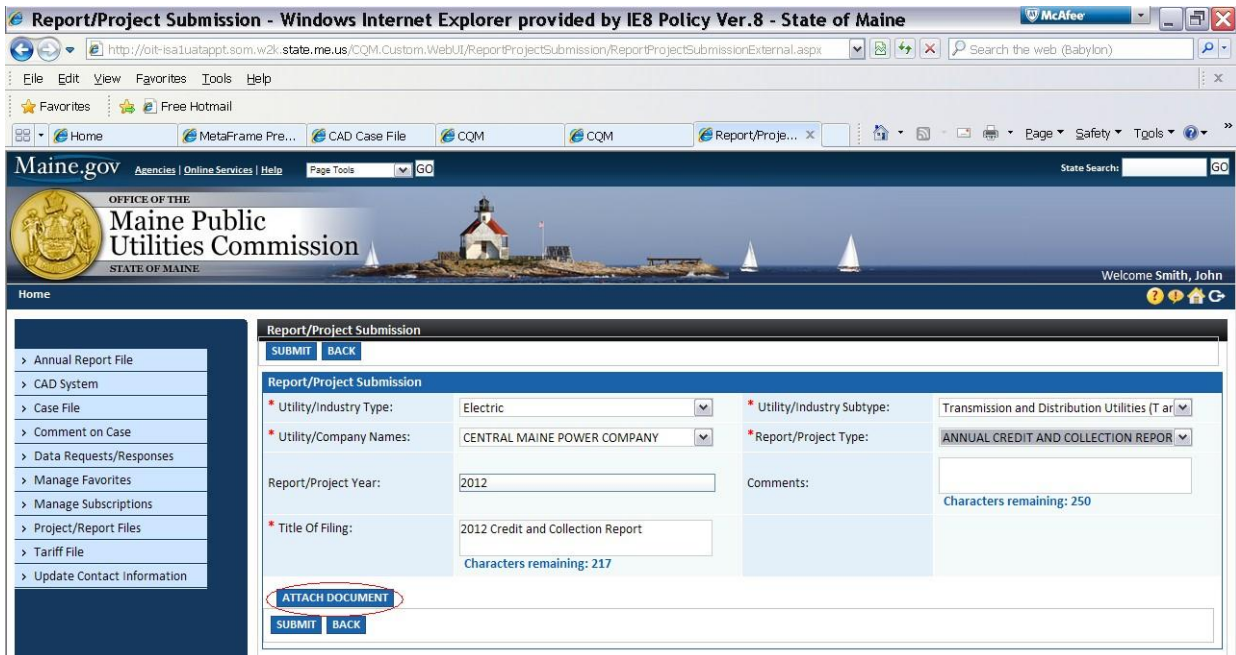 Report/Project Submission - Windows Internet Explorer provided by IE8 Policy Ver.8 - State of Maine
McAfee
http://oit-isa1uatappt.som.w2k.state.me.us/CQM.Custom.WebUI/ReportProjectSubmission/ReportProjectSubmissionExternal.aspx
Search the web (Babylon)
File Edit View Favorites Tools Help
x
Favorites Free Hotmail
Home MetaFrame Pre... CAD Case File CQM CQM Report/Proje... x Page Safety Tools »
Maine.gov Agencies | Online Services | Help Page Tools GO State Search: GO
OFFICE OF THE
Maine Public
Utilities Commission
STATE OF MAINE
Welcome Smith, John
Home
Report/Project Submission
SUBMIT BACK
> Annual Report File
> CAD System
> Case File
> Comment on Case
> Data Requests/Responses
> Manage Favorites
> Manage Subscriptions
> Project/Report Files
> Tariff File
> Update Contact Information
Report/Project Submission
* Utility/Industry Type: Electric * Utility/Industry Subtype: Transmission and Distribution Utilities (T ar
* Utility/Company Names: CENTRAL MAINE POWER COMPANY *Report/Project Type: ANNUAL CREDIT AND COLLECTION REPOR
Report/Project Year: 2012 Comments:
Characters remaining: 250
* Title Of Filing: 2012 Credit and Collection Report
Characters remaining: 217
ATTACH DOCUMENT
SUBMIT BACK